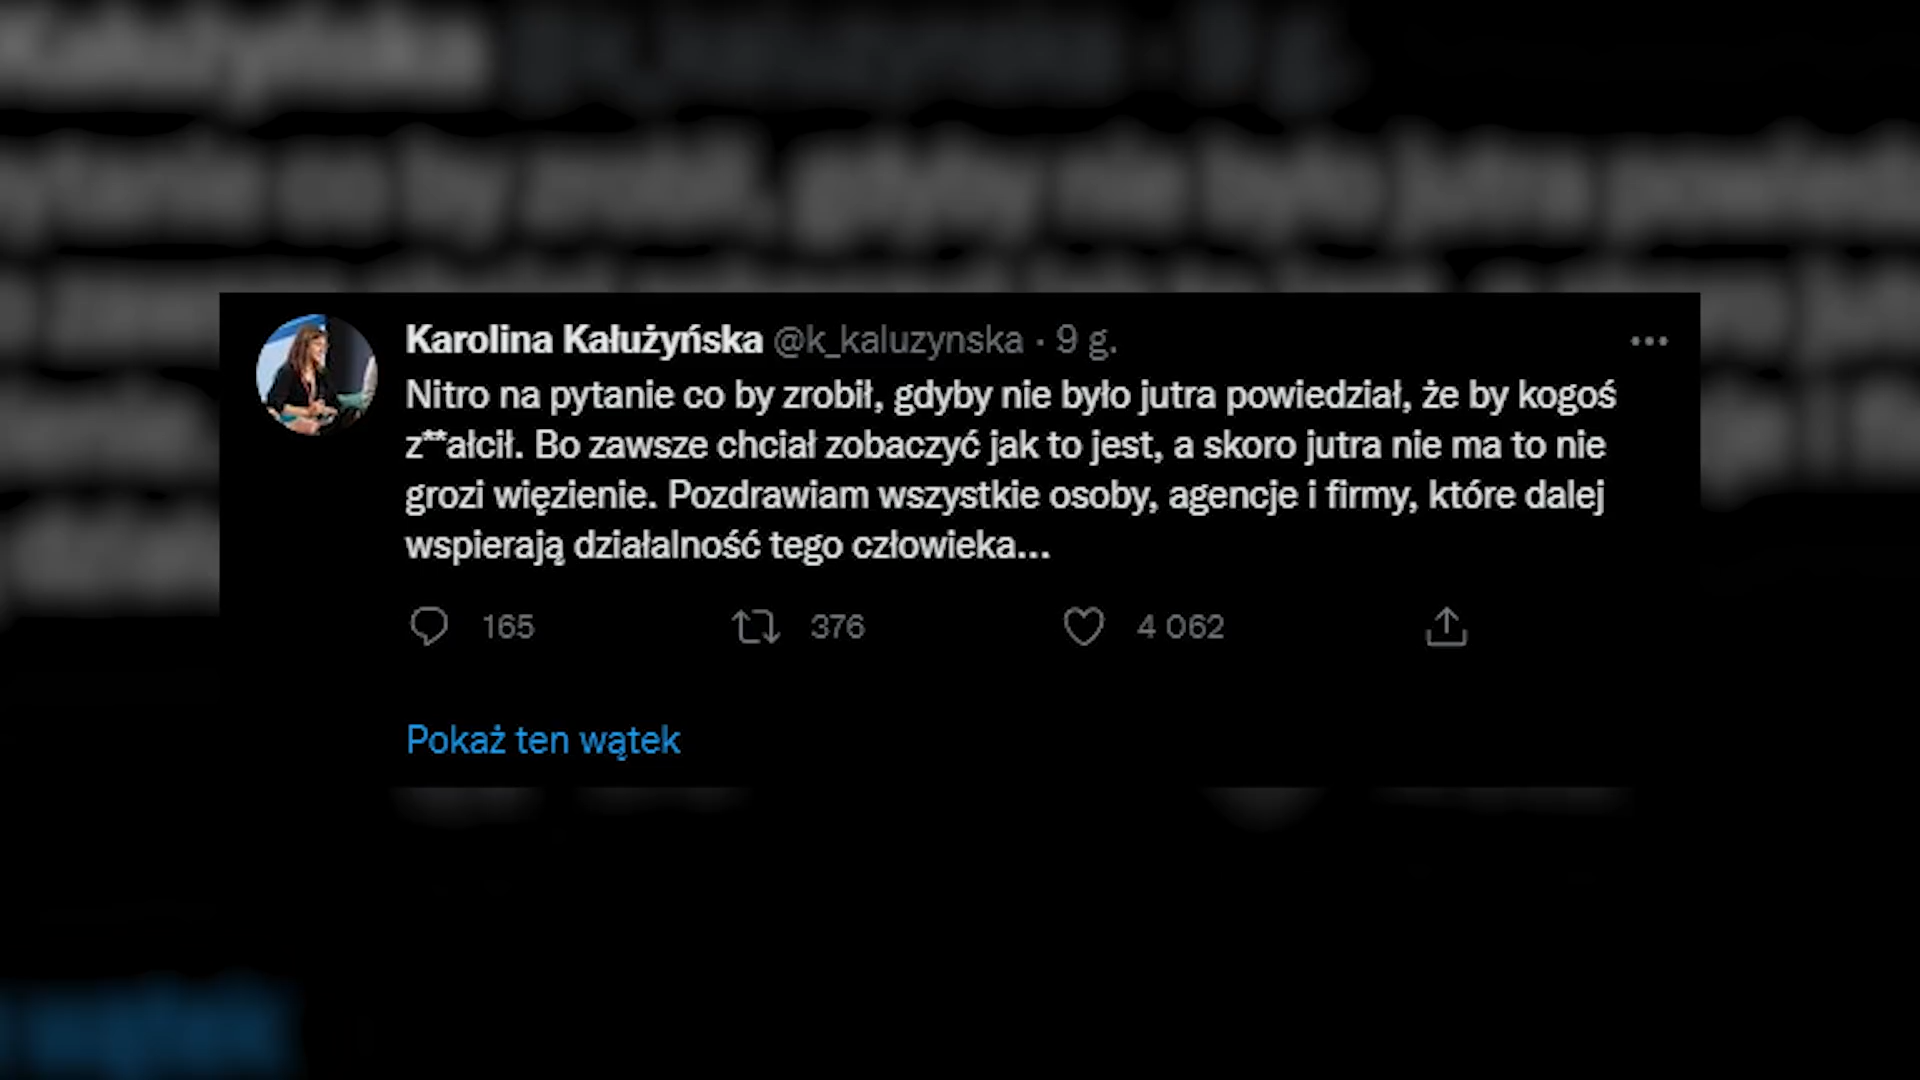 Karolina Kałużyńska @k_kaluzynska · 9 g.
Nitro na pytanie co by zrobił, gdyby nie było jutra powiedział, że by kogoś
z**ałcił. Bo zawsze chciał zobaczyć jak to jest, a skoro jutra nie ma to nie
grozi więzienie. Pozdrawiam wszystkie osoby, agencje i firmy, które dalej
wspierają działalność tego człowieka...
165 376 4 062
Pokaż ten wątek